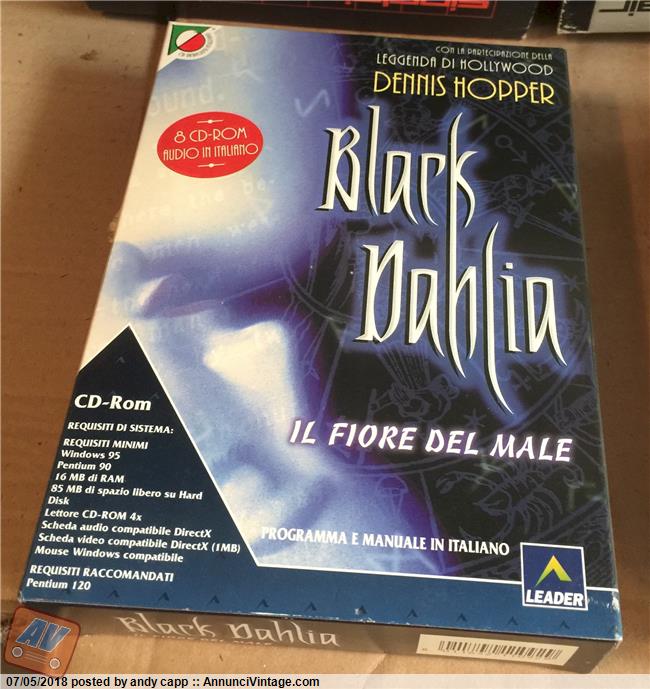 CON LA PARTECIPAZIONE DELLA
LEGGENDA DI HOLLYWOOD
DENNIS HOPPER
8 CD-ROM
AUDIO IN ITALIANO
Black
Dahlia
IL FIORE DEL MALE
CD-Rom
REQUISITI DI SISTEMA:
REQUISITI MINIMI
Windows 95
Pentium 90
16 MB di RAM
85 MB di spazio libero su Hard
Disk
Lettore CD-ROM 4x
Scheda audio compatibile DirectX
Scheda video compatibile DirectX (1MB)
Mouse Windows compatibile
REQUISITI RACCOMANDATI
Pentium 120
PROGRAMMA E MANUALE IN ITALIANO
LEADER
Black Dahlia
IL FIORE DEL MALE
AV
07/05/2018 posted by andy capp :: AnnunciVintage.com